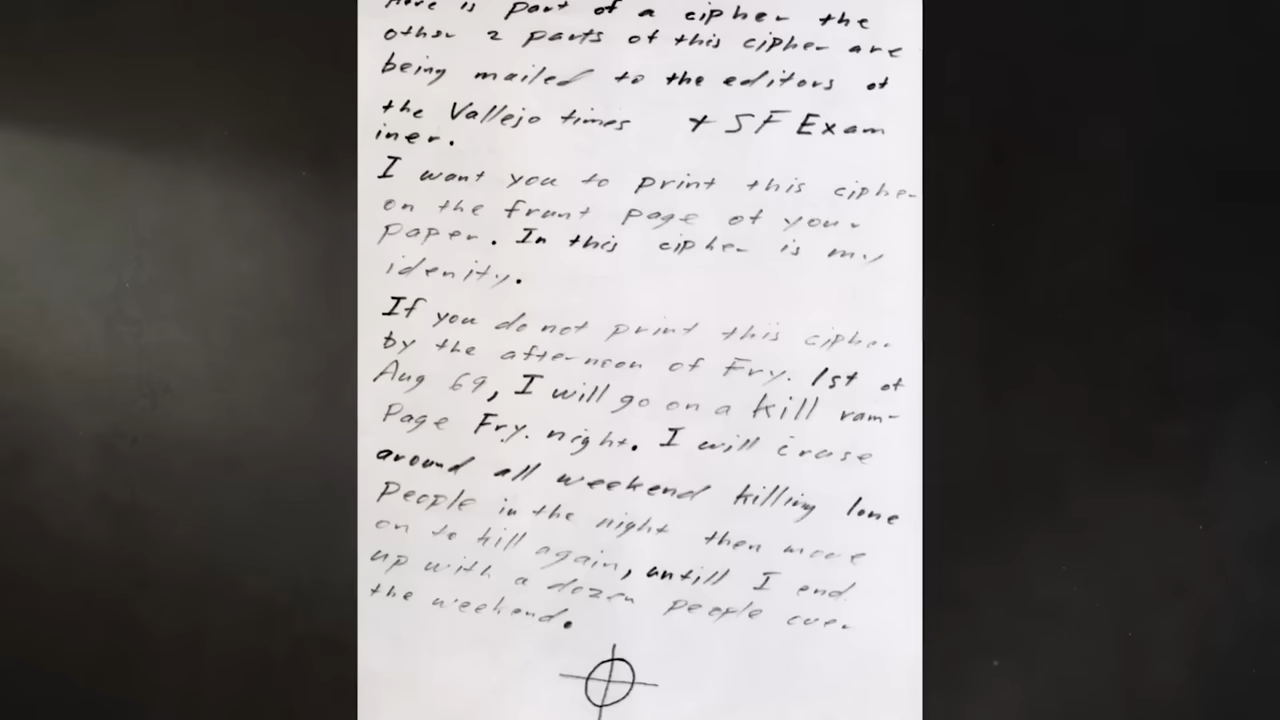 Here is part of a cipher the
other 2 parts of this cipher are
being mailed to the editors of
the Vallejo times + SF Exam
iner.
I want you to print this cipher
on the frunt page of your
paper. In this cipher is my
idenity.
If you do not print this cipher
by the afternoon of Fry. 1st of
Aug 69, I will go on a kill ram-
Page Fry. night. I will cruse
around all weekend killing lone
people in the night then move
on to kill again, untill I end
up with a dozen people over
the weekend.